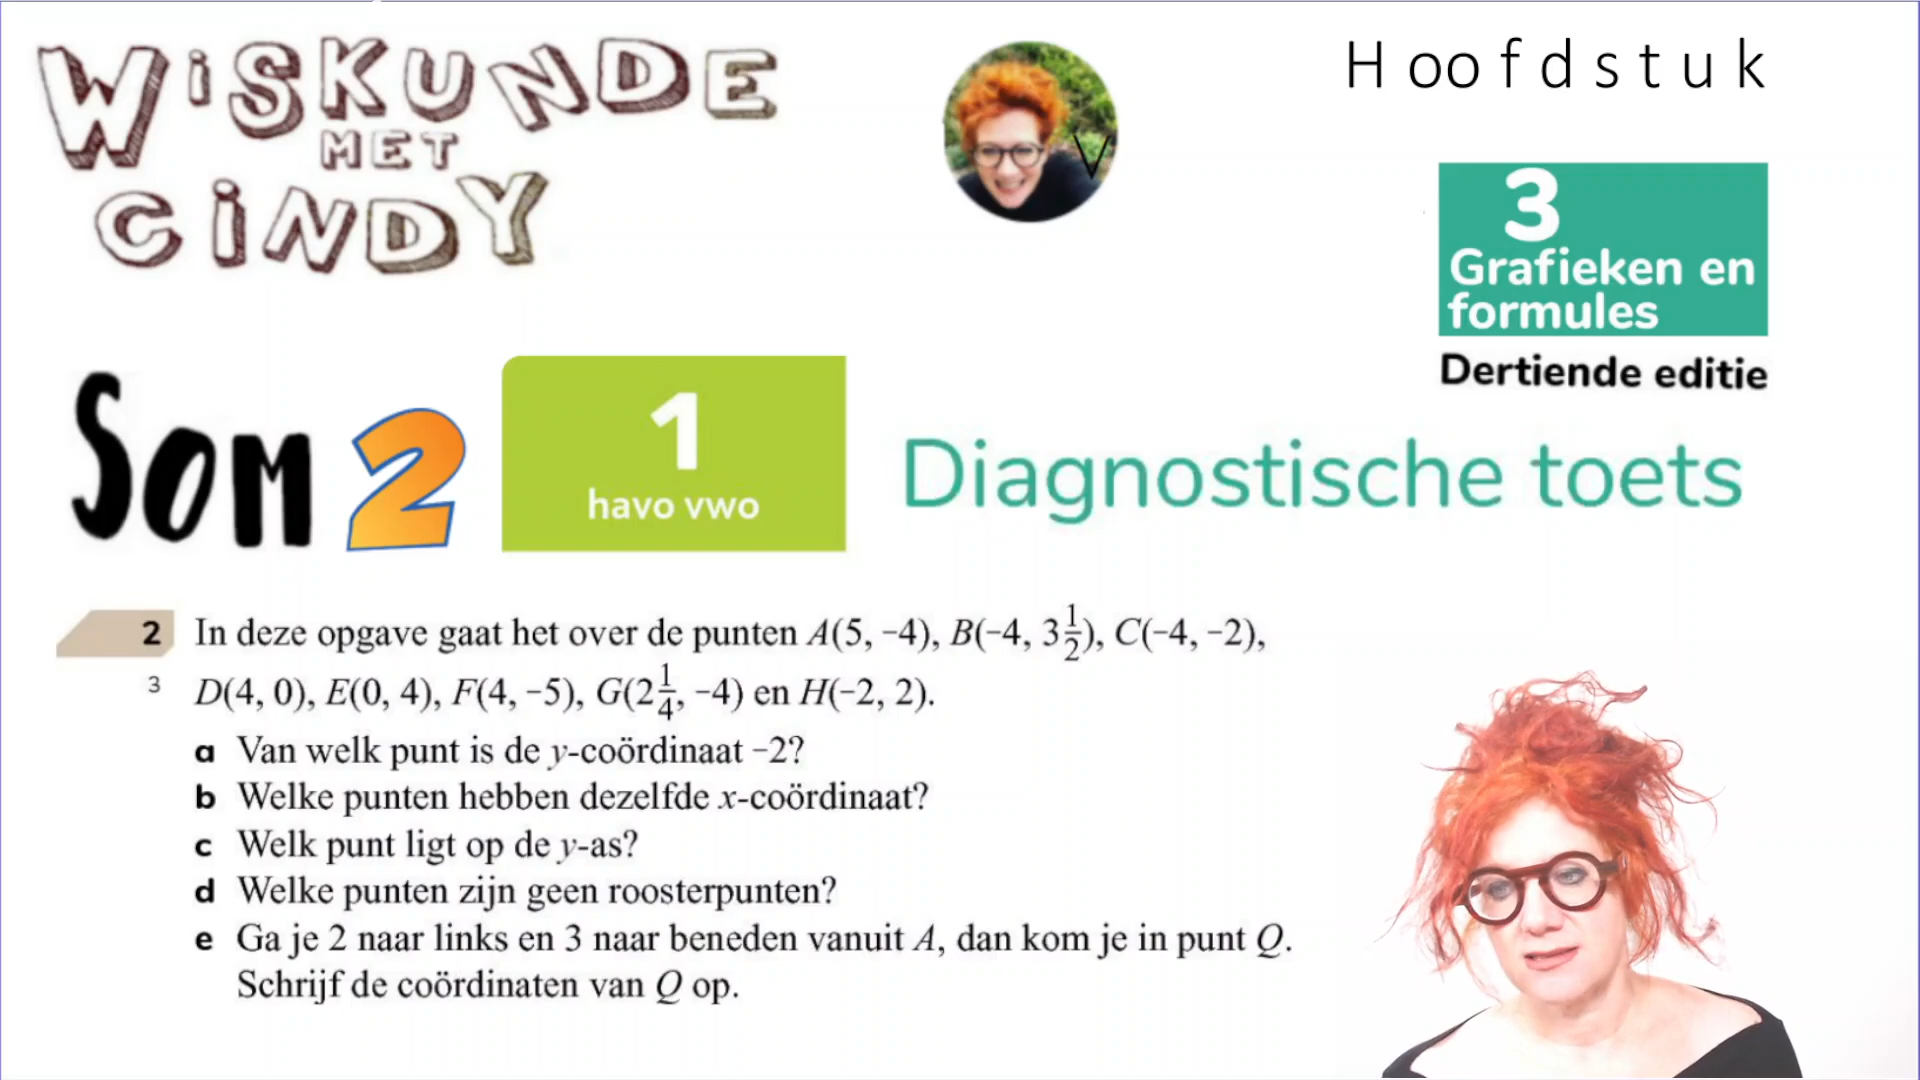 WiSKUNDE
MET
CiNDY
Hoofdstuk
V
3
Grafieken en
formules
Dertiende editie
SOM 2
1
havo vwo
Diagnostische toets
2 In deze opgave gaat het over de punten A(5, −4), B(−4, 3½), C(−4, −2),
3 D(4, 0), E(0, 4), F(4, −5), G(2¼, −4) en H(−2, 2).
a Van welk punt is de y-coördinaat −2?
b Welke punten hebben dezelfde x-coördinaat?
c Welk punt ligt op de y-as?
d Welke punten zijn geen roosterpunten?
e Ga je 2 naar links en 3 naar beneden vanuit A, dan kom je in punt Q.
Schrijf de coördinaten van Q op.